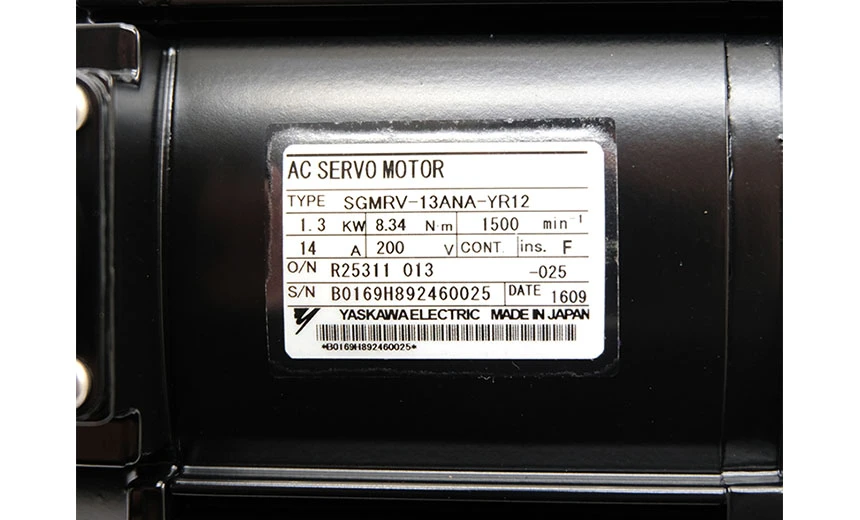 AC SERVO MOTOR
TYPE SGMRV-13ANA-YR12
1.3 KW 8.34 N·m 1500 min⁻¹
14 A 200 V CONT. ins. F
O/N R25311 013 -025
S/N B0169H892460025 DATE 1609
YASKAWA ELECTRIC MADE IN JAPAN
*B0169H892460025*